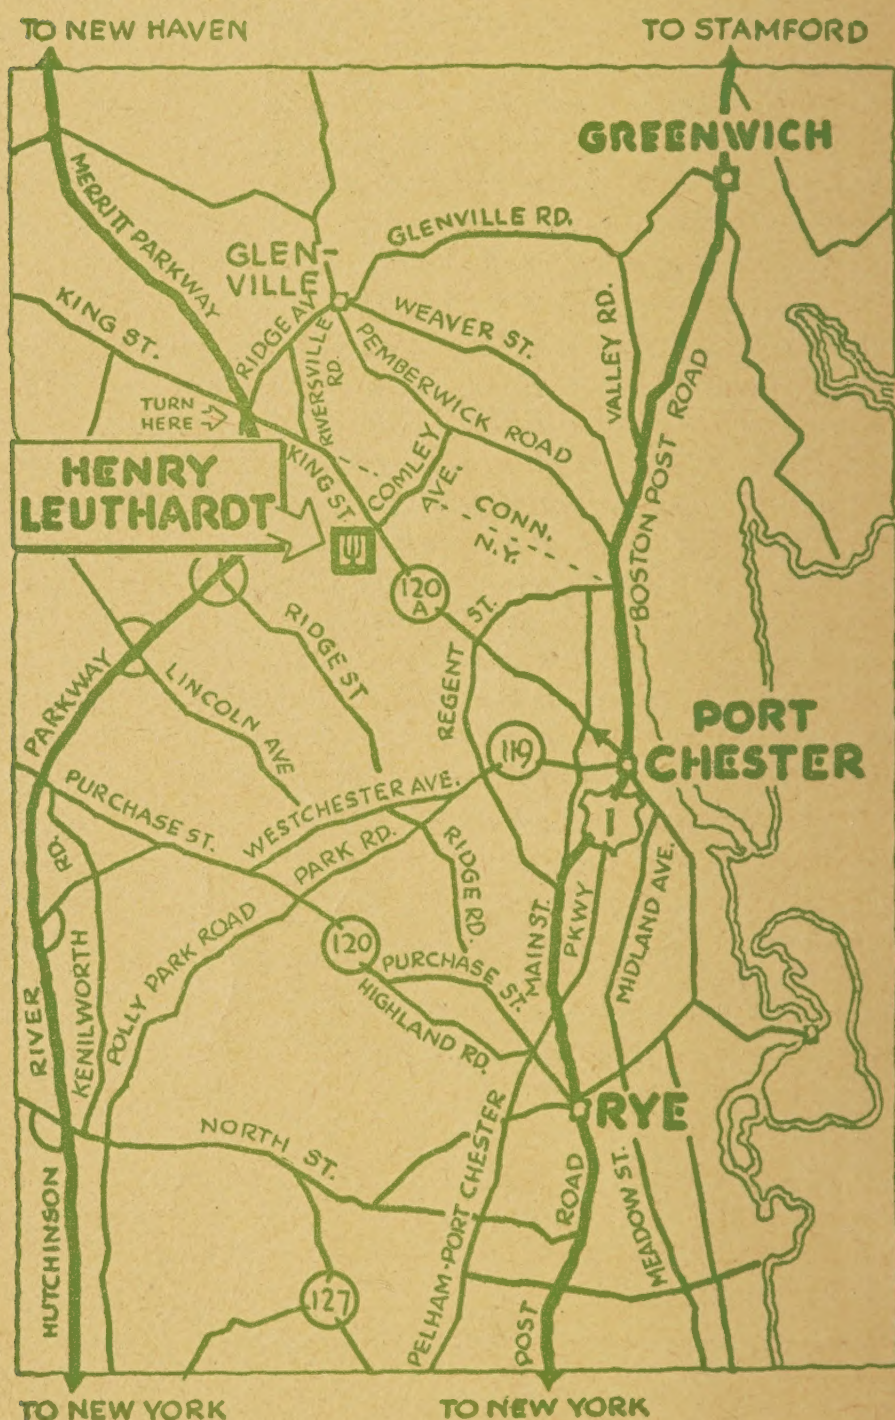 TO NEW HAVEN
TO STAMFORD
GREENWICH
MERRITT PARKWAY
GLENVILLE RD.
GLEN-
VILLE
KING ST.
RIDGE AV.
RIVERSVILLE
RD.
WEAVER ST.
PEMBERWICK ROAD
VALLEY RD.
BOSTON POST ROAD
TURN
HERE
HENRY
LEUTHARDT
KING ST.
COMLEY
AVE.
CONN.
N.Y.
120
A
RIDGE ST
REGENT ST.
LINCOLN AVE
PARKWAY
PORT
CHESTER
119
PURCHASE ST.
WESTCHESTER AVE.
PARK RD.
RIDGE RD.
1
RD.
MAIN ST.
PKWY
MIDLAND AVE.
POLLY PARK ROAD
120
PURCHASE ST.
HIGHLAND RD.
RIVER
KENILWORTH
RYE
NORTH ST.
PELHAM-PORT CHESTER
ROAD
MEADOW ST.
HUTCHINSON
127
POST
TO NEW YORK
TO NEW YORK